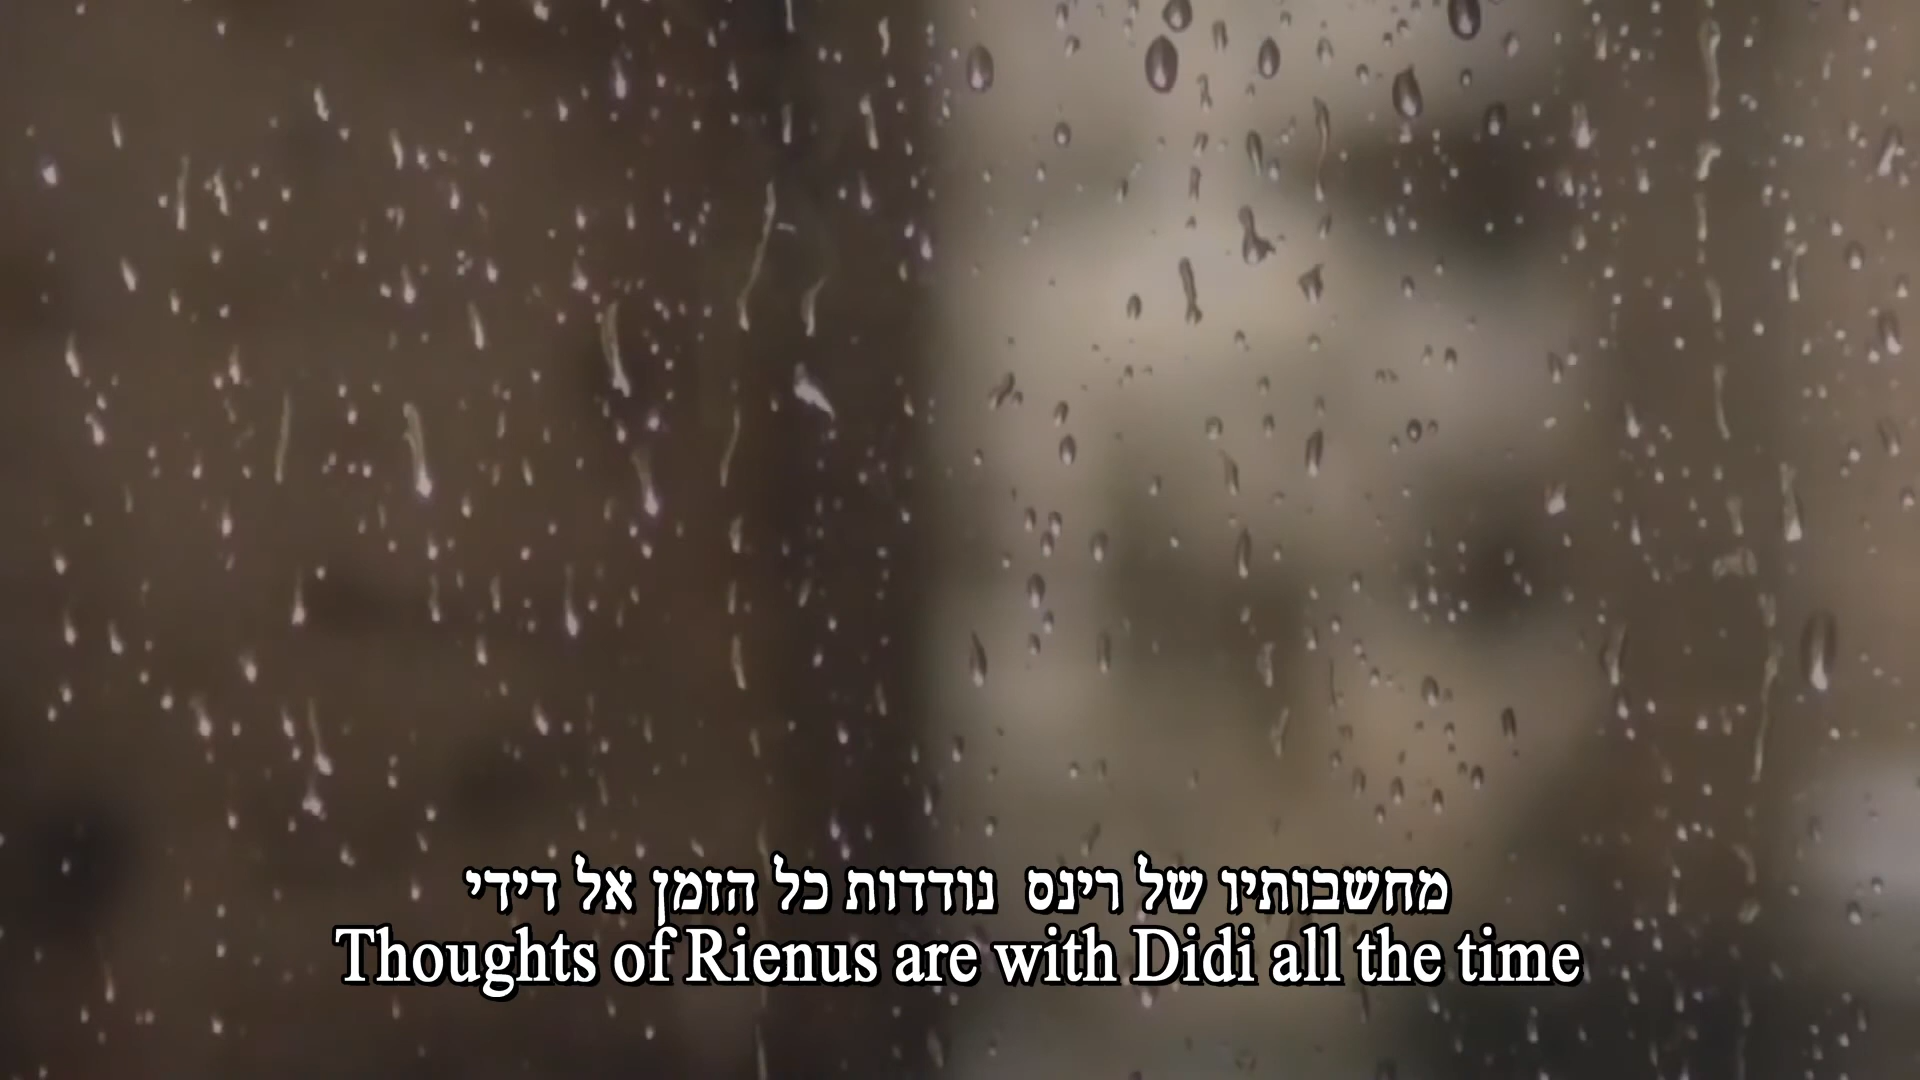 מחשבותיו של רינס נודדות כל הזמן אל דידי
Thoughts of Rienus are with Didi all the time